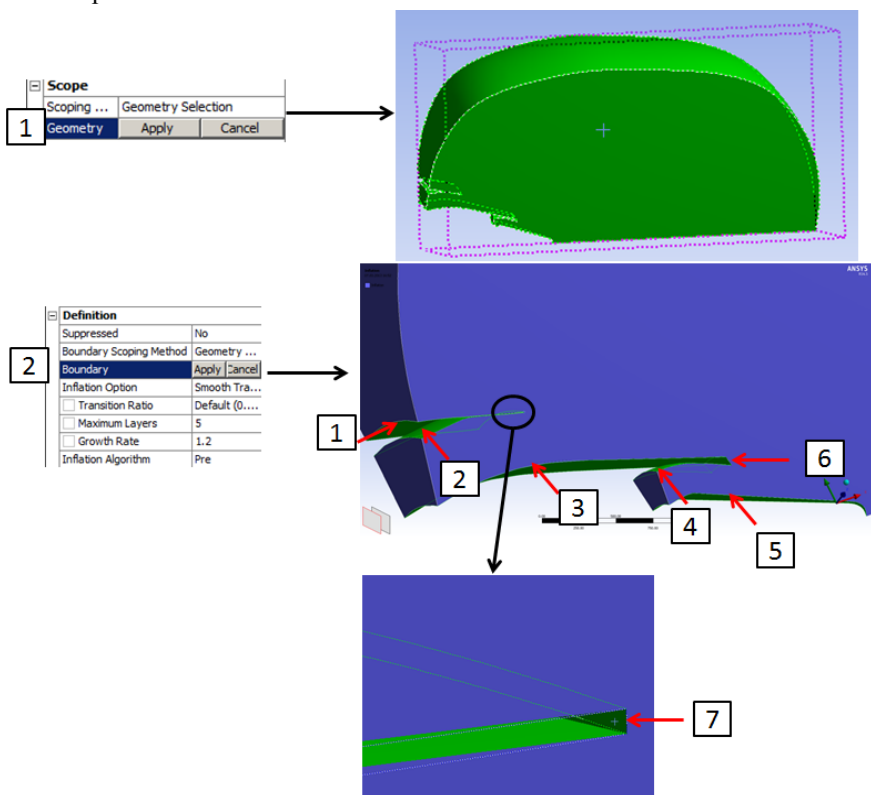 Scope
Scoping ... Geometry Selection
1
Geometry Apply Cancel
ANSYS
Definition
Suppressed No
Boundary Scoping Method Geometry ...
2
Boundary Apply Cancel
Inflation Option Smooth Tra...
Transition Ratio Default (0....
Maximum Layers 5
Growth Rate 1.2
Inflation Algorithm Pre
1
2
3
4
5
6
7